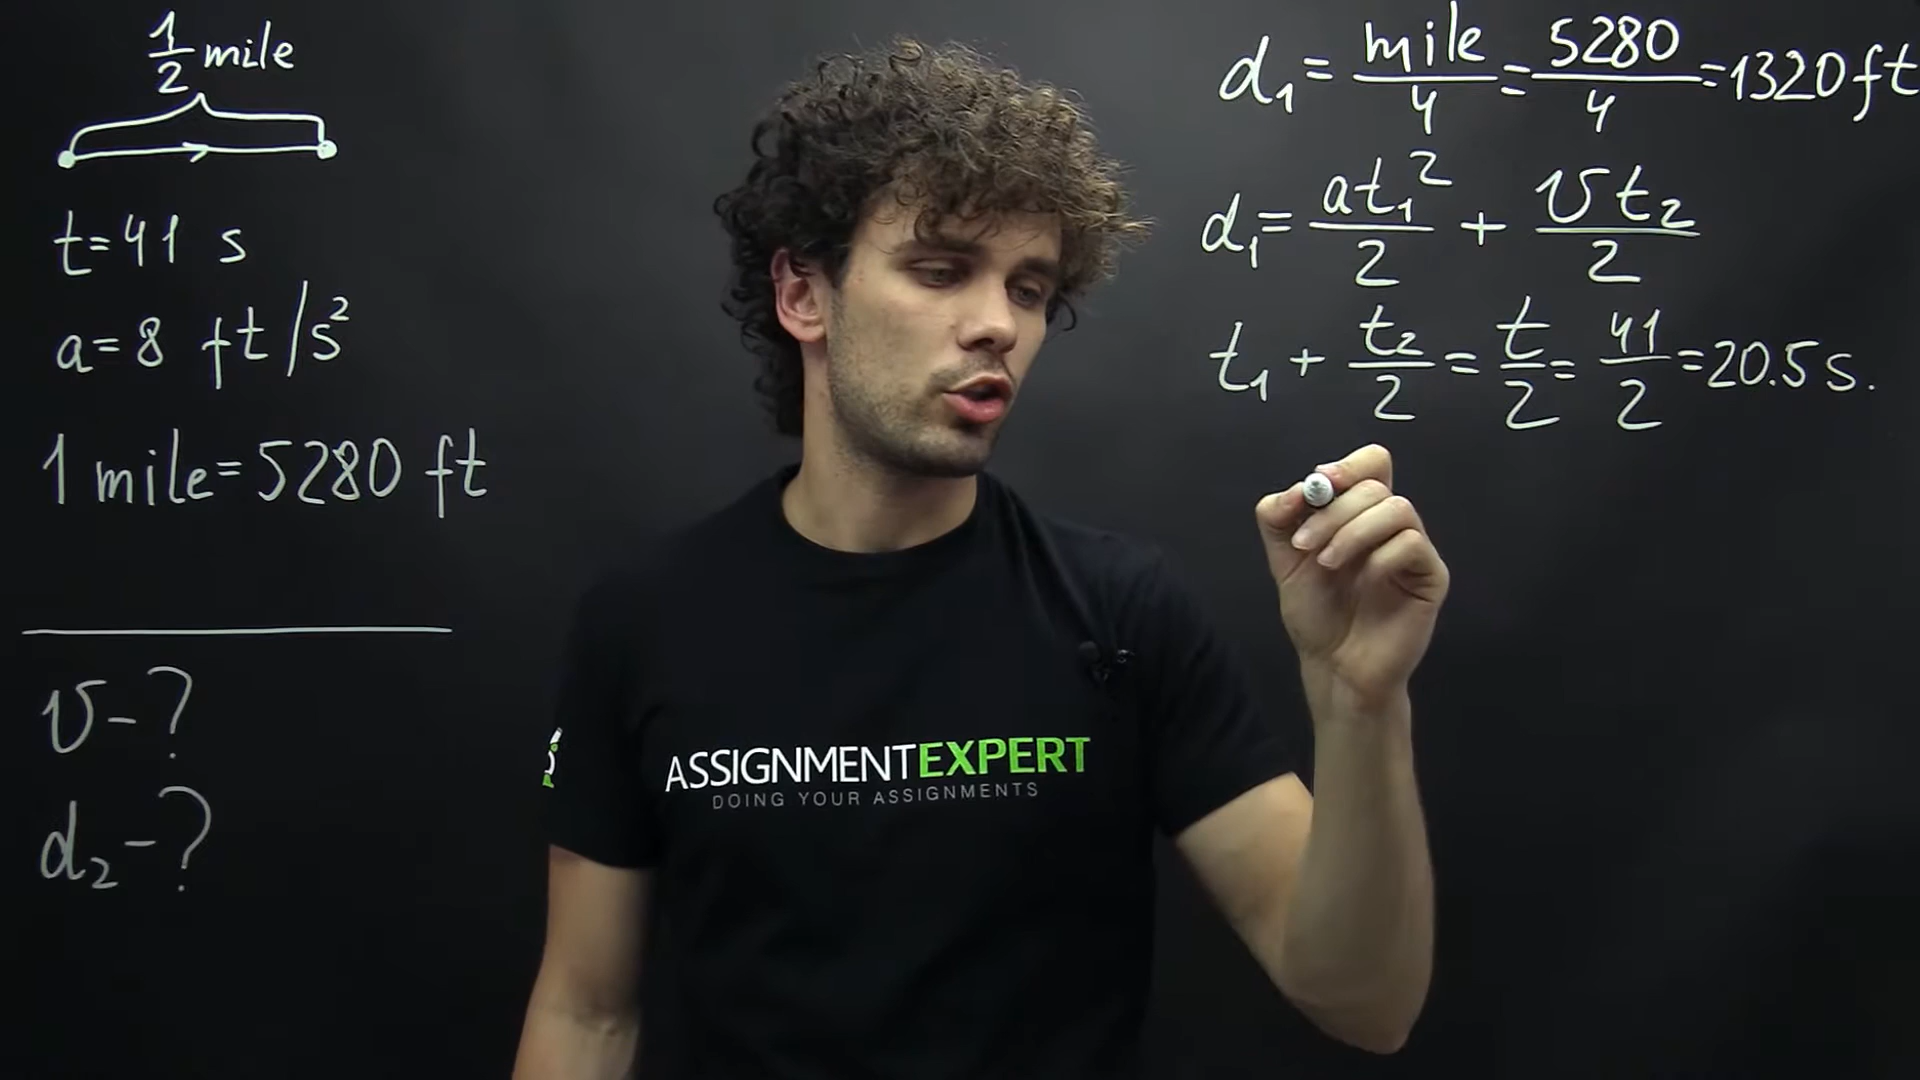 1/2 mile
t=41 s
a=8 ft/s²
1 mile=5280 ft
v-?
d₂-?
d₁ = mile/4 = 5280/4 =1320 ft
d₁= at₁²/2 + vt₂/2
t₁ + t₂/2 = t/2 = 41/2 =20.5 s.
ASSIGNMENTEXPERT
DOING YOUR ASSIGNMENTS